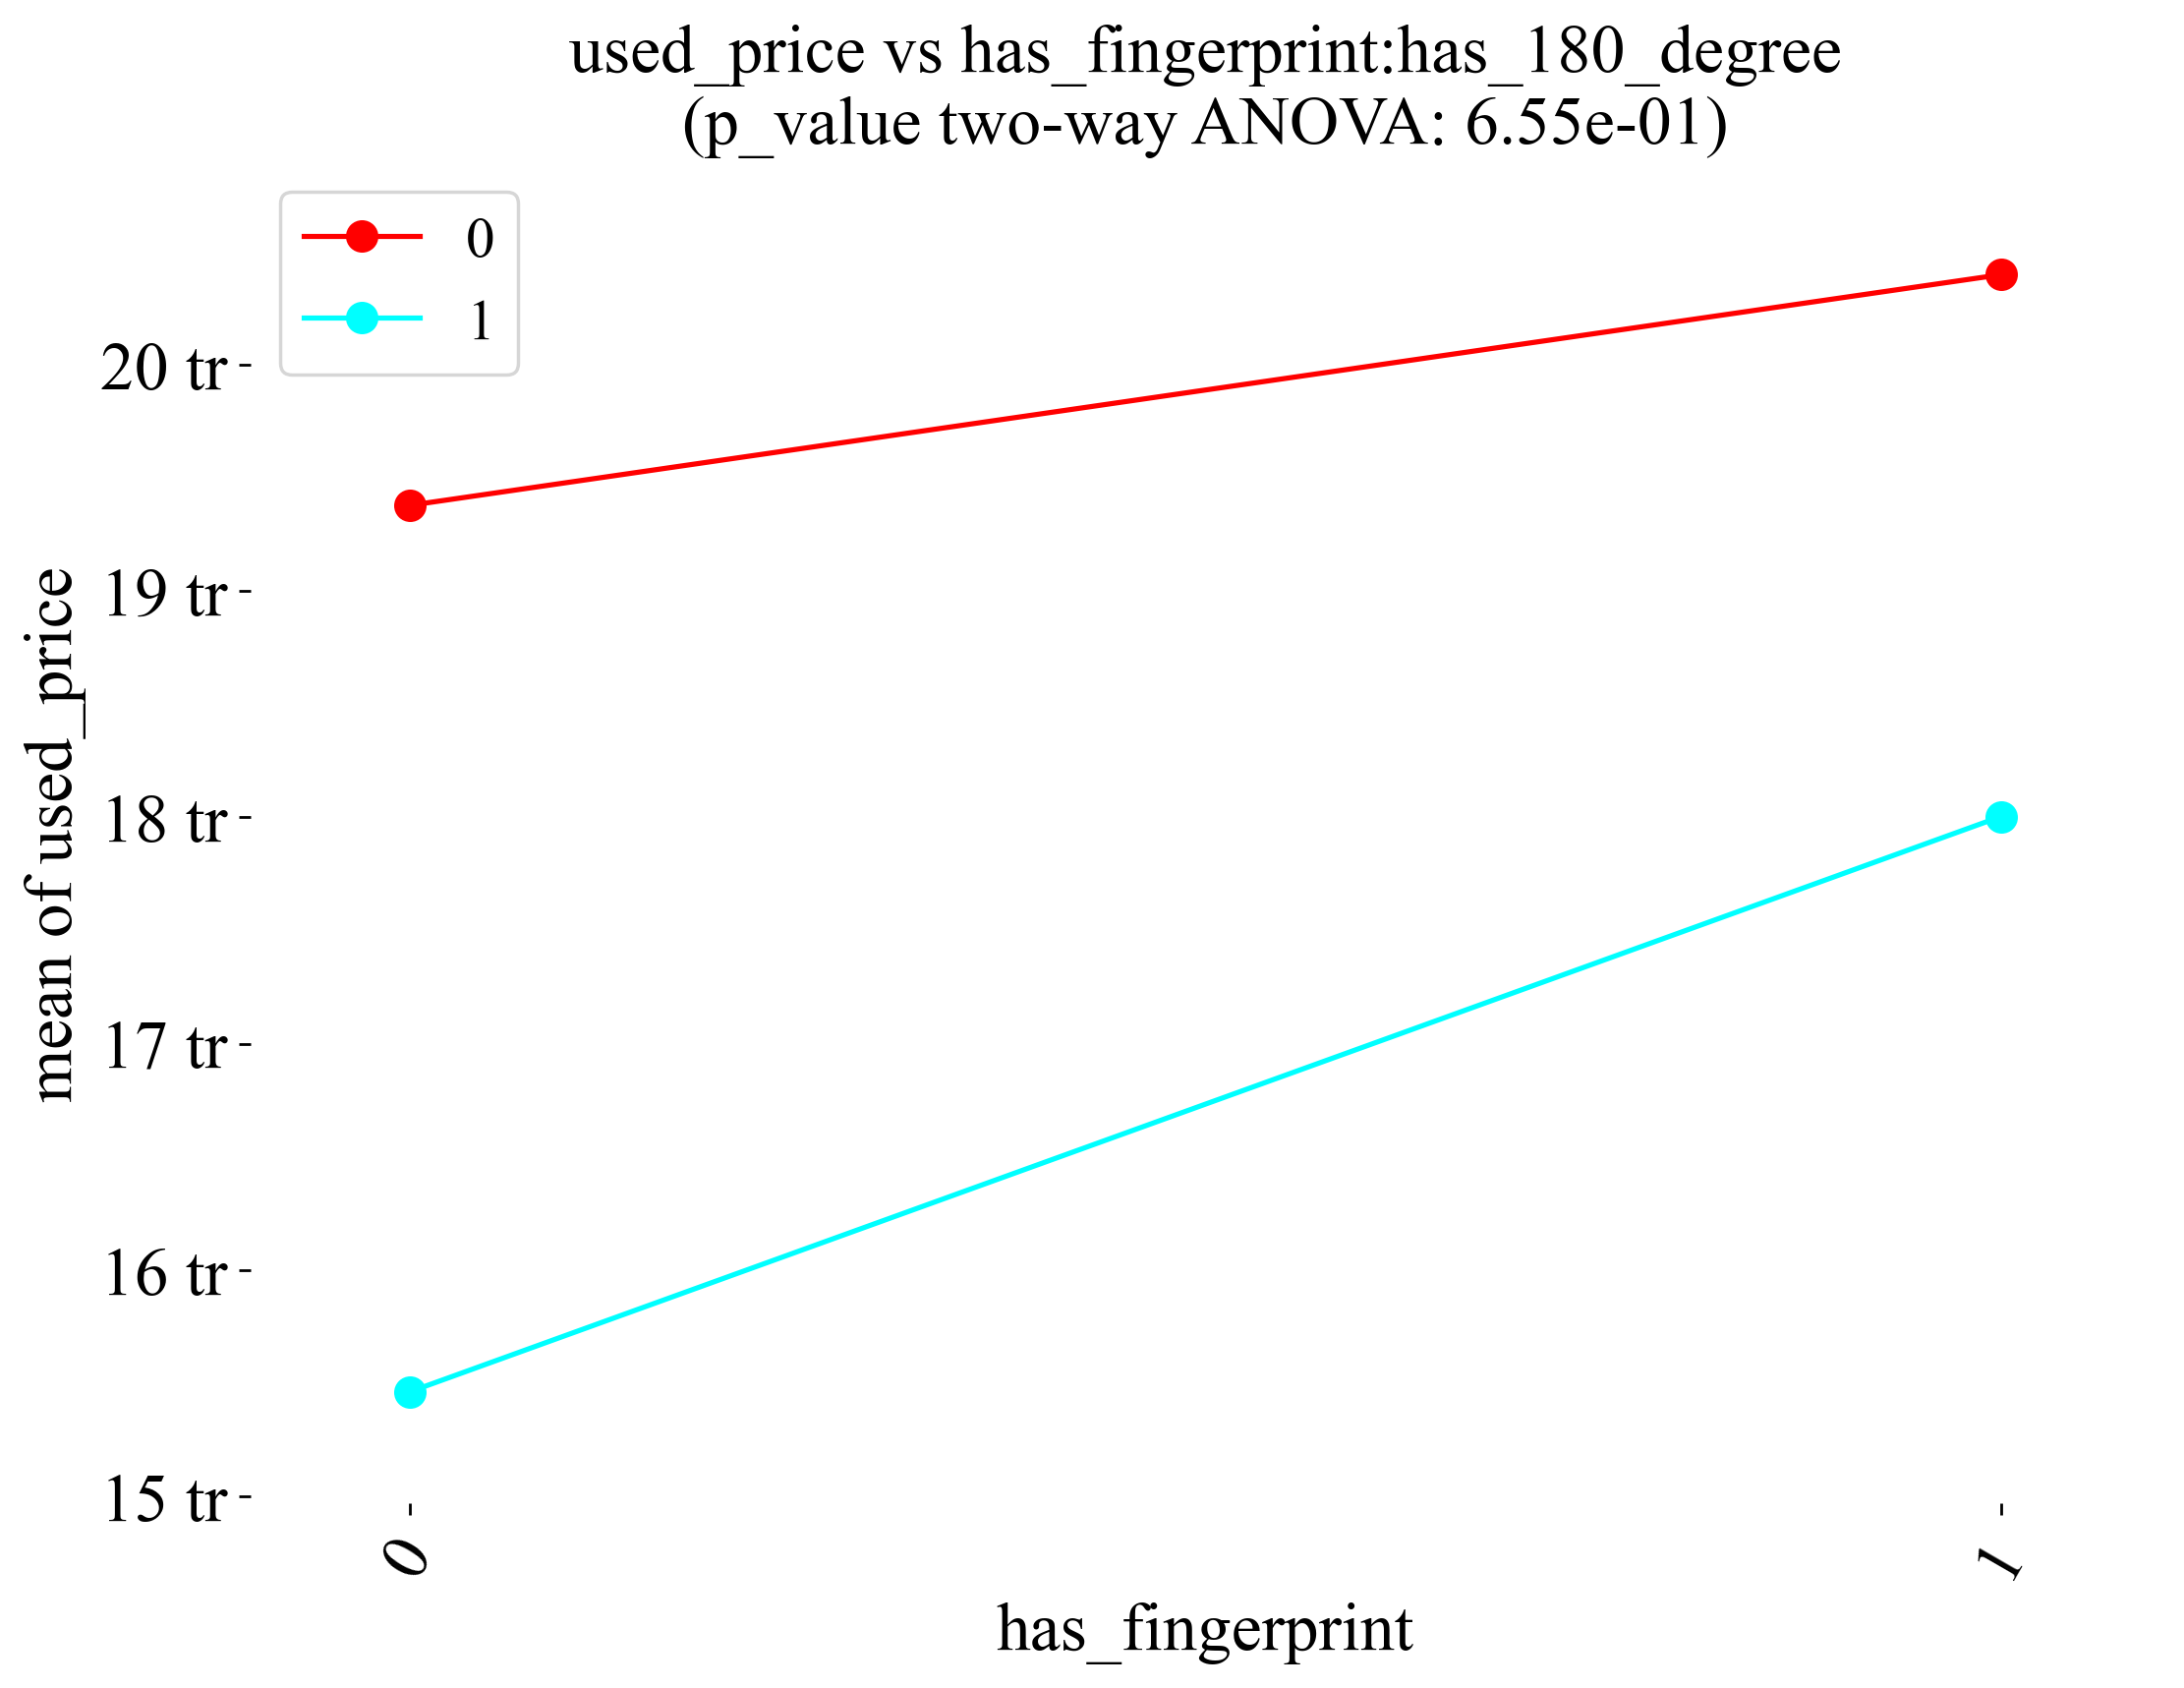 used_price vs has_fingerprint:has_180_degree
(p_value two-way ANOVA: 6.55e-01)
0
1
20 tr
19 tr
18 tr
17 tr
16 tr
15 tr
mean of used_price
0
1
has_fingerprint